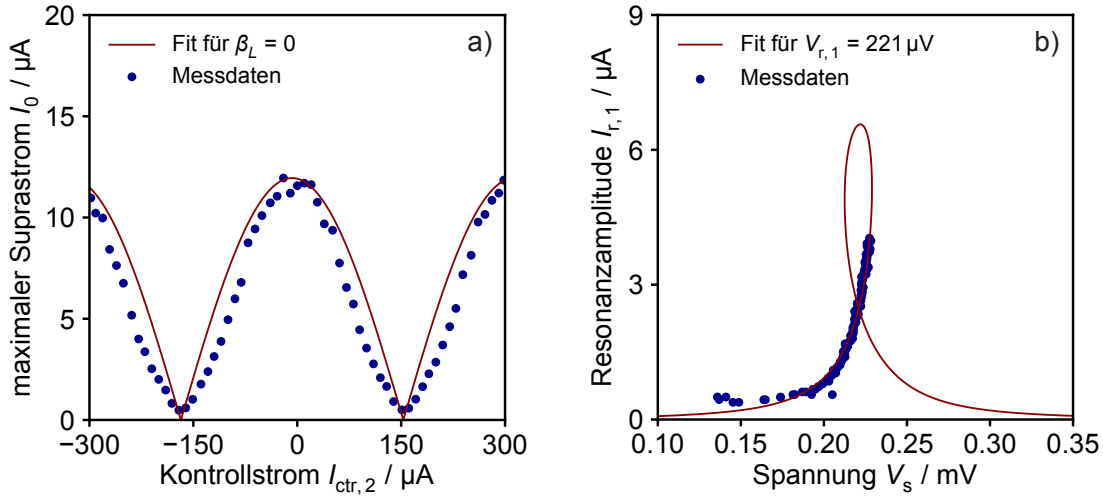 a)
Fit für β_L = 0
Messdaten
maximaler Suprastrom I_0 / µA
20
15
10
5
0
−300
−150
0
150
300
Kontrollstrom I_ctr, 2 / µA
b)
Fit für V_r, 1 = 221 µV
Messdaten
Resonanzamplitude I_r, 1 / µA
9
6
3
0
0.10
0.15
0.20
0.25
0.30
0.35
Spannung V_s / mV